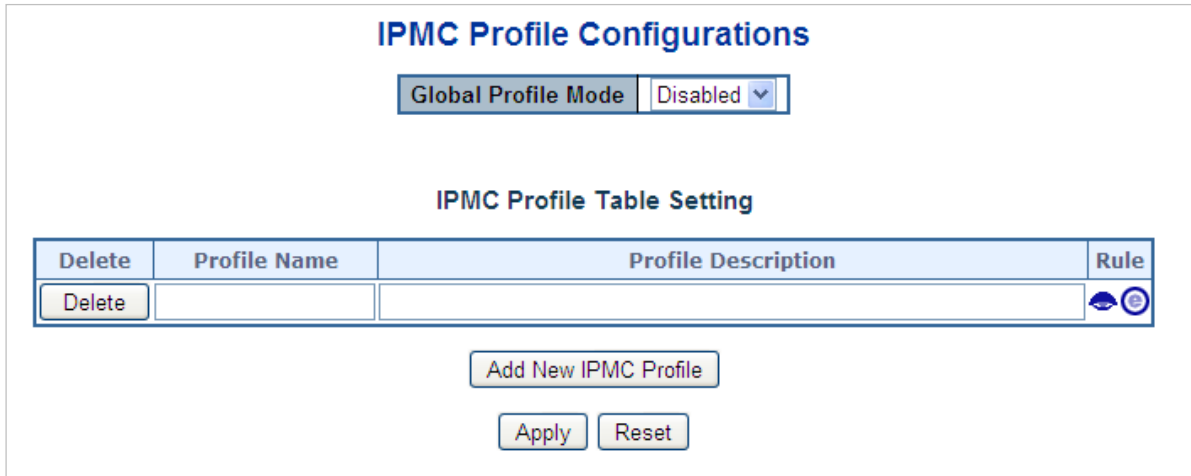 IPMC Profile Configurations
Global Profile Mode Disabled
IPMC Profile Table Setting
Delete Profile Name Profile Description Rule
Delete e
Add New IPMC Profile
Apply Reset